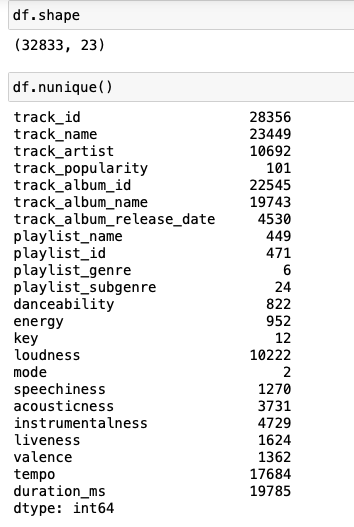 df.shape
(32833, 23)
df.nunique()
track_id 28356
track_name 23449
track_artist 10692
track_popularity 101
track_album_id 22545
track_album_name 19743
track_album_release_date 4530
playlist_name 449
playlist_id 471
playlist_genre 6
playlist_subgenre 24
danceability 822
energy 952
key 12
loudness 10222
mode 2
speechiness 1270
acousticness 3731
instrumentalness 4729
liveness 1624
valence 1362
tempo 17684
duration_ms 19785
dtype: int64